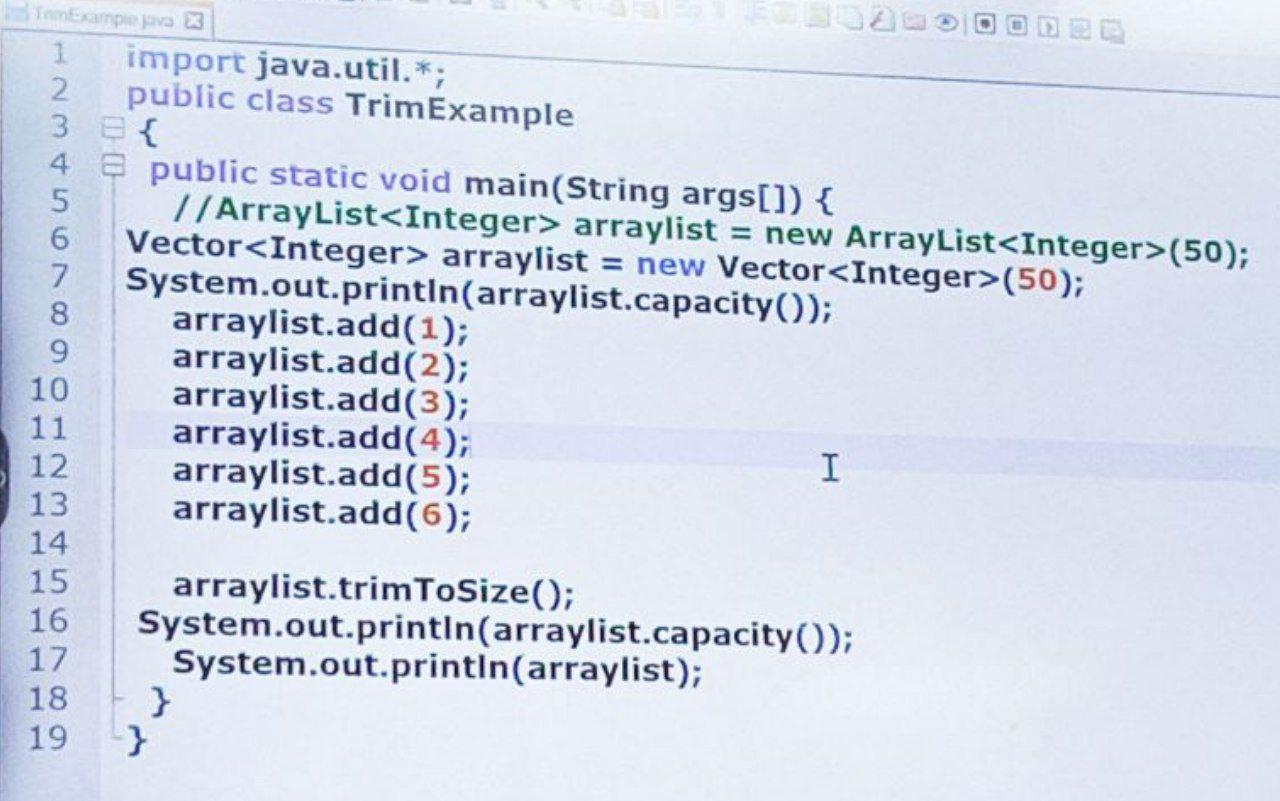 TrimExample.java
1 import java.util.*;
2 public class TrimExample
3 {
4 public static void main(String args[]) {
5 //ArrayList<Integer> arraylist = new ArrayList<Integer>(50);
6 Vector<Integer> arraylist = new Vector<Integer>(50);
7 System.out.println(arraylist.capacity());
8 arraylist.add(1);
9 arraylist.add(2);
10 arraylist.add(3);
11 arraylist.add(4);
12 arraylist.add(5);
13 arraylist.add(6);
14
15 arraylist.trimToSize();
16 System.out.println(arraylist.capacity());
17 System.out.println(arraylist);
18 }
19 }